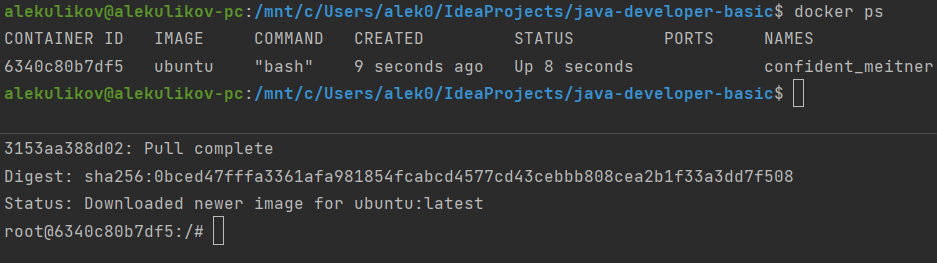 alekulikov@alekulikov-pc:/mnt/c/Users/alek0/IdeaProjects/java-developer-basic$ docker ps
CONTAINER ID   IMAGE     COMMAND   CREATED         STATUS         PORTS     NAMES
6340c80b7df5   ubuntu    "bash"    9 seconds ago   Up 8 seconds             confident_meitner
alekulikov@alekulikov-pc:/mnt/c/Users/alek0/IdeaProjects/java-developer-basic$
3153aa388d02: Pull complete
Digest: sha256:0bced47fffa3361afa981854fcabcd4577cd43cebbb808cea2b1f33a3dd7f508
Status: Downloaded newer image for ubuntu:latest
root@6340c80b7df5:/#